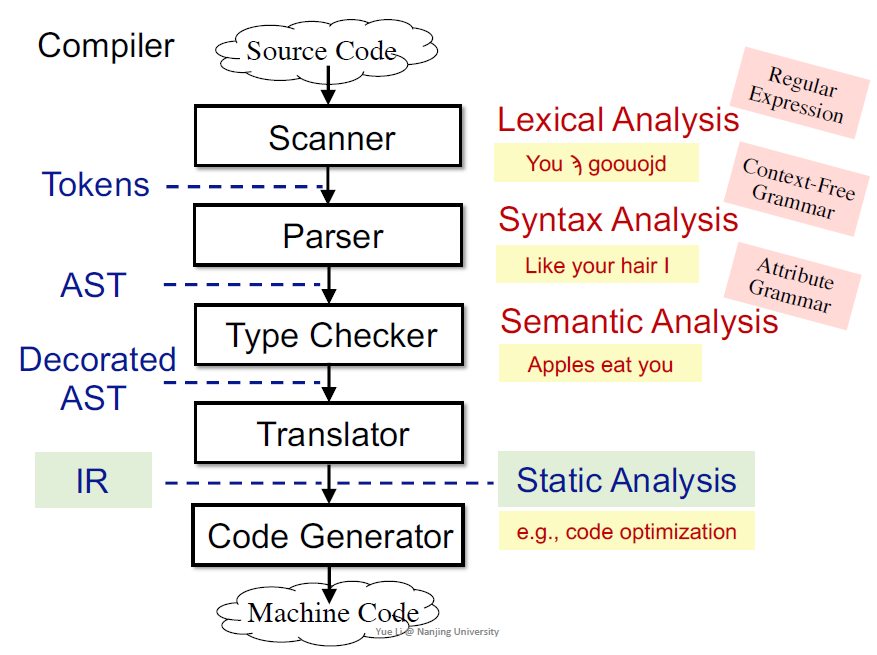 Compiler
Source Code
Scanner
Lexical Analysis
Regular
Expression
You ϡ goouojd
Tokens
Context-Free
Grammar
Parser
Syntax Analysis
Like your hair I
AST
Attribute
Grammar
Type Checker
Semantic Analysis
Apples eat you
Decorated
AST
Translator
IR
Static Analysis
Code Generator
e.g., code optimization
Machine Code
Yue Li @ Nanjing University